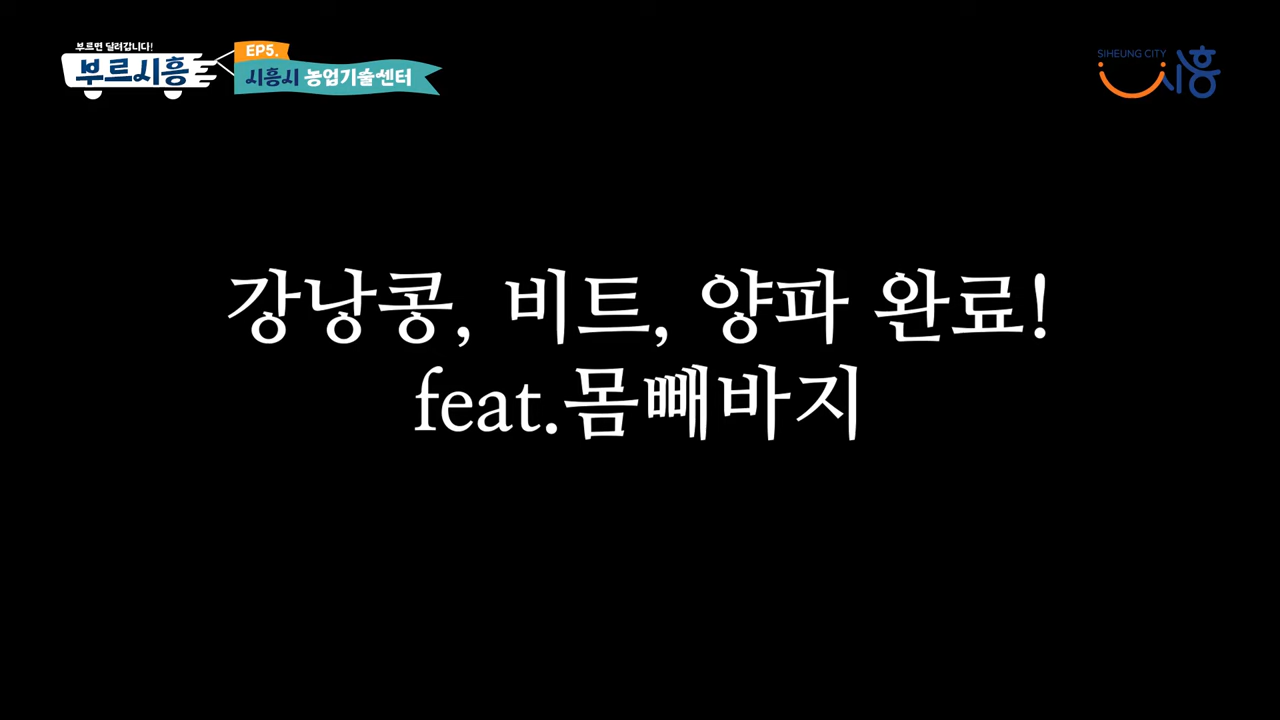 부르면 달려갑니다!
부르시흥
EP5.
시흥시 농업기술센터
SIHEUNG CITY
시흥
강낭콩, 비트, 양파 완료!
feat.몸빼바지